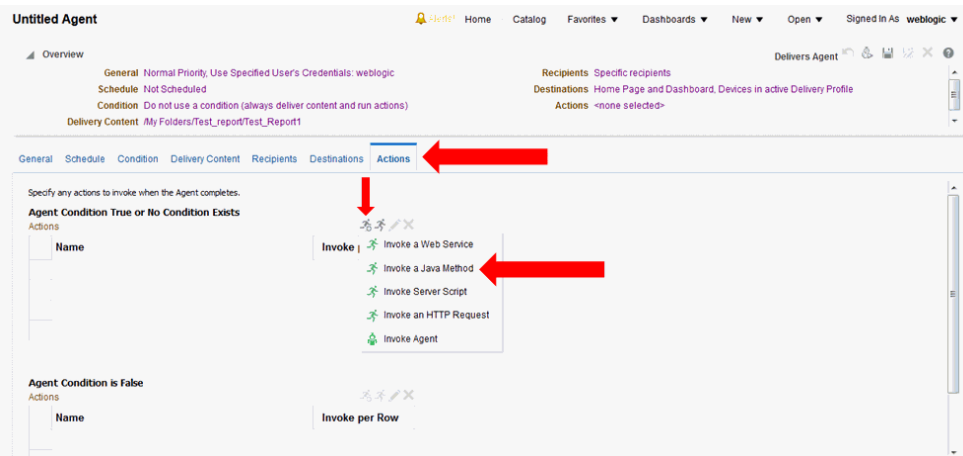 Untitled Agent
Alerts! Home Catalog Favorites Dashboards New Open Signed In As weblogic
Overview
Delivers Agent
General Normal Priority, Use Specified User's Credentials: weblogic
Recipients Specific recipients
Schedule Not Scheduled
Destinations Home Page and Dashboard, Devices in active Delivery Profile
Condition Do not use a condition (always deliver content and run actions)
Actions <none selected>
Delivery Content /My Folders/Test_report/Test_Report1
General Schedule Condition Delivery Content Recipients Destinations Actions
Specify any actions to invoke when the Agent completes.
Agent Condition True or No Condition Exists
Actions
Name Invoke
Invoke a Web Service
Invoke a Java Method
Invoke Server Script
Invoke an HTTP Request
Invoke Agent
Agent Condition is False
Actions
Name Invoke per Row